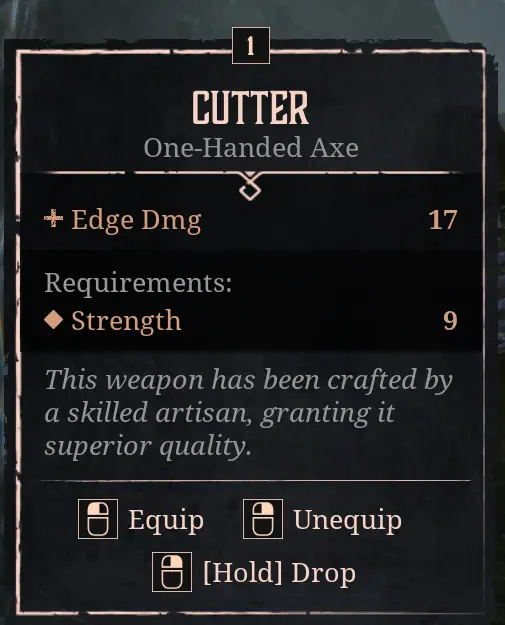 1
CUTTER
One-Handed Axe
Edge Dmg 17
Requirements:
Strength 9
This weapon has been crafted by
a skilled artisan, granting it
superior quality.
Equip Unequip
[Hold] Drop